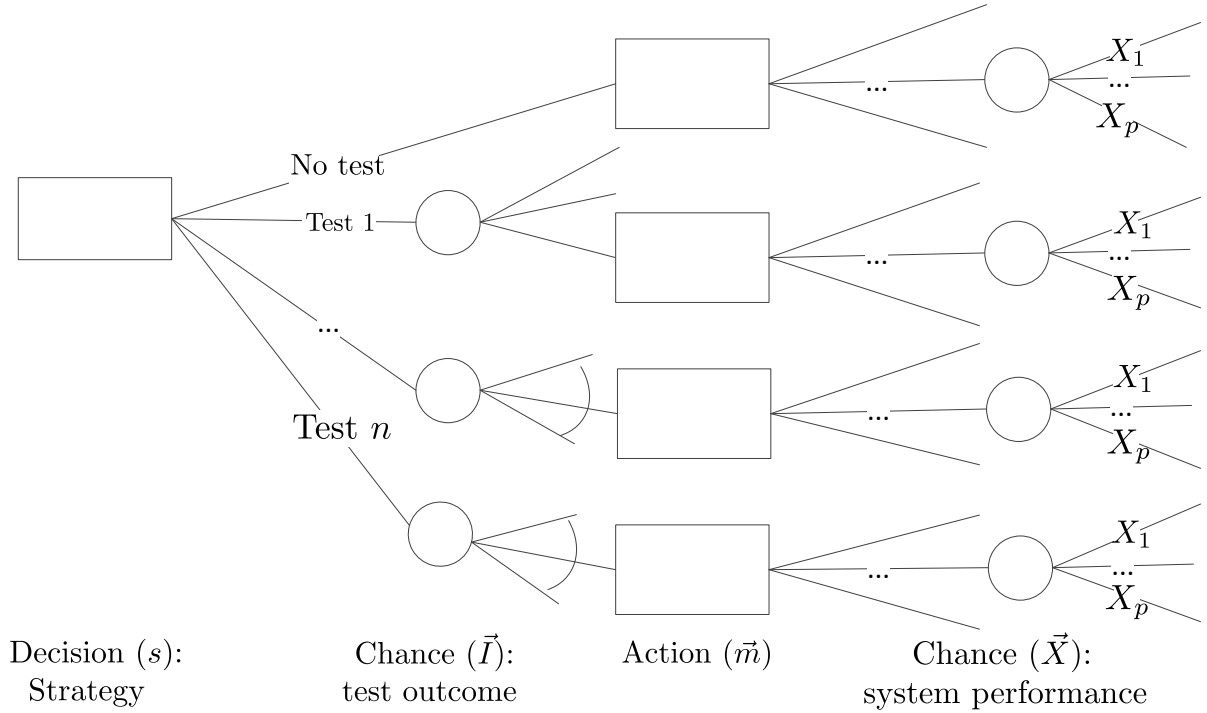 X₁
...
...
Xₚ
No test
Test 1
X₁
...
...
Xₚ
...
X₁
...
...
Xₚ
Test n
X₁
...
...
Xₚ
Decision (s):
Strategy
Chance (I⃗):
test outcome
Action (m⃗)
Chance (X⃗):
system performance